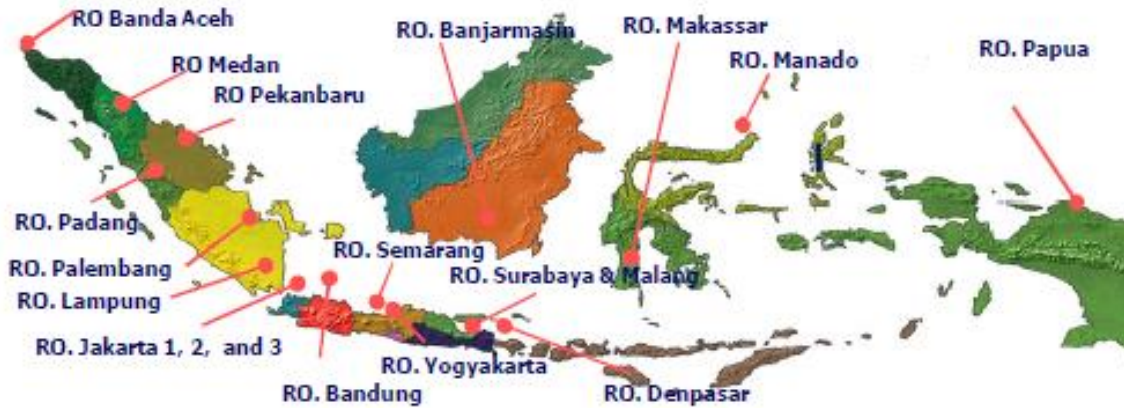 RO Banda Aceh
RO. Banjarmasin
RO. Makassar
RO. Papua
RO Medan
RO. Manado
RO Pekanbaru
RO. Padang
RO. Semarang
RO. Palembang
RO. Surabaya & Malang
RO. Lampung
RO. Jakarta 1, 2, and 3
RO. Yogyakarta
RO. Bandung
RO. Denpasar